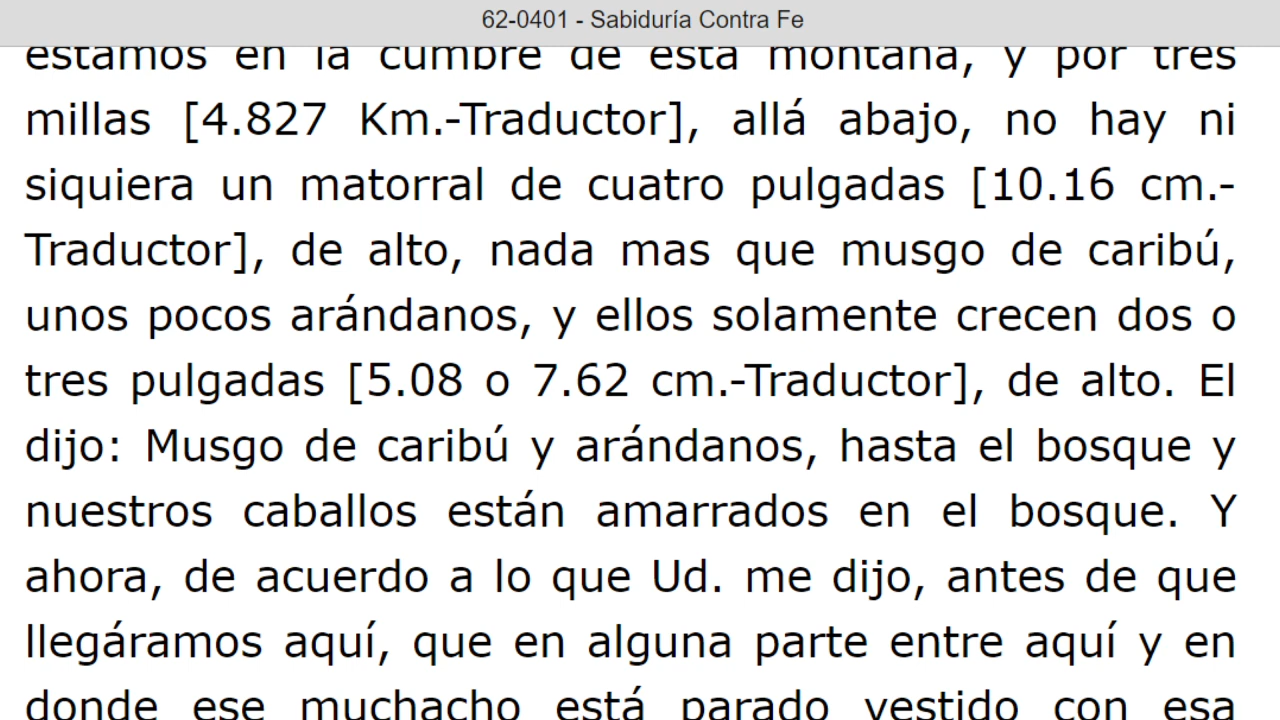 62-0401 - Sabiduría Contra Fe
estamos en la cumbre de esta montaña, y por tres
millas [4.827 Km.-Traductor], allá abajo, no hay ni
siquiera un matorral de cuatro pulgadas [10.16 cm.-
Traductor], de alto, nada mas que musgo de caribú,
unos pocos arándanos, y ellos solamente crecen dos o
tres pulgadas [5.08 o 7.62 cm.-Traductor], de alto. El
dijo: Musgo de caribú y arándanos, hasta el bosque y
nuestros caballos están amarrados en el bosque. Y
ahora, de acuerdo a lo que Ud. me dijo, antes de que
llegáramos aquí, que en alguna parte entre aquí y en
donde ese muchacho está parado vestido con esa